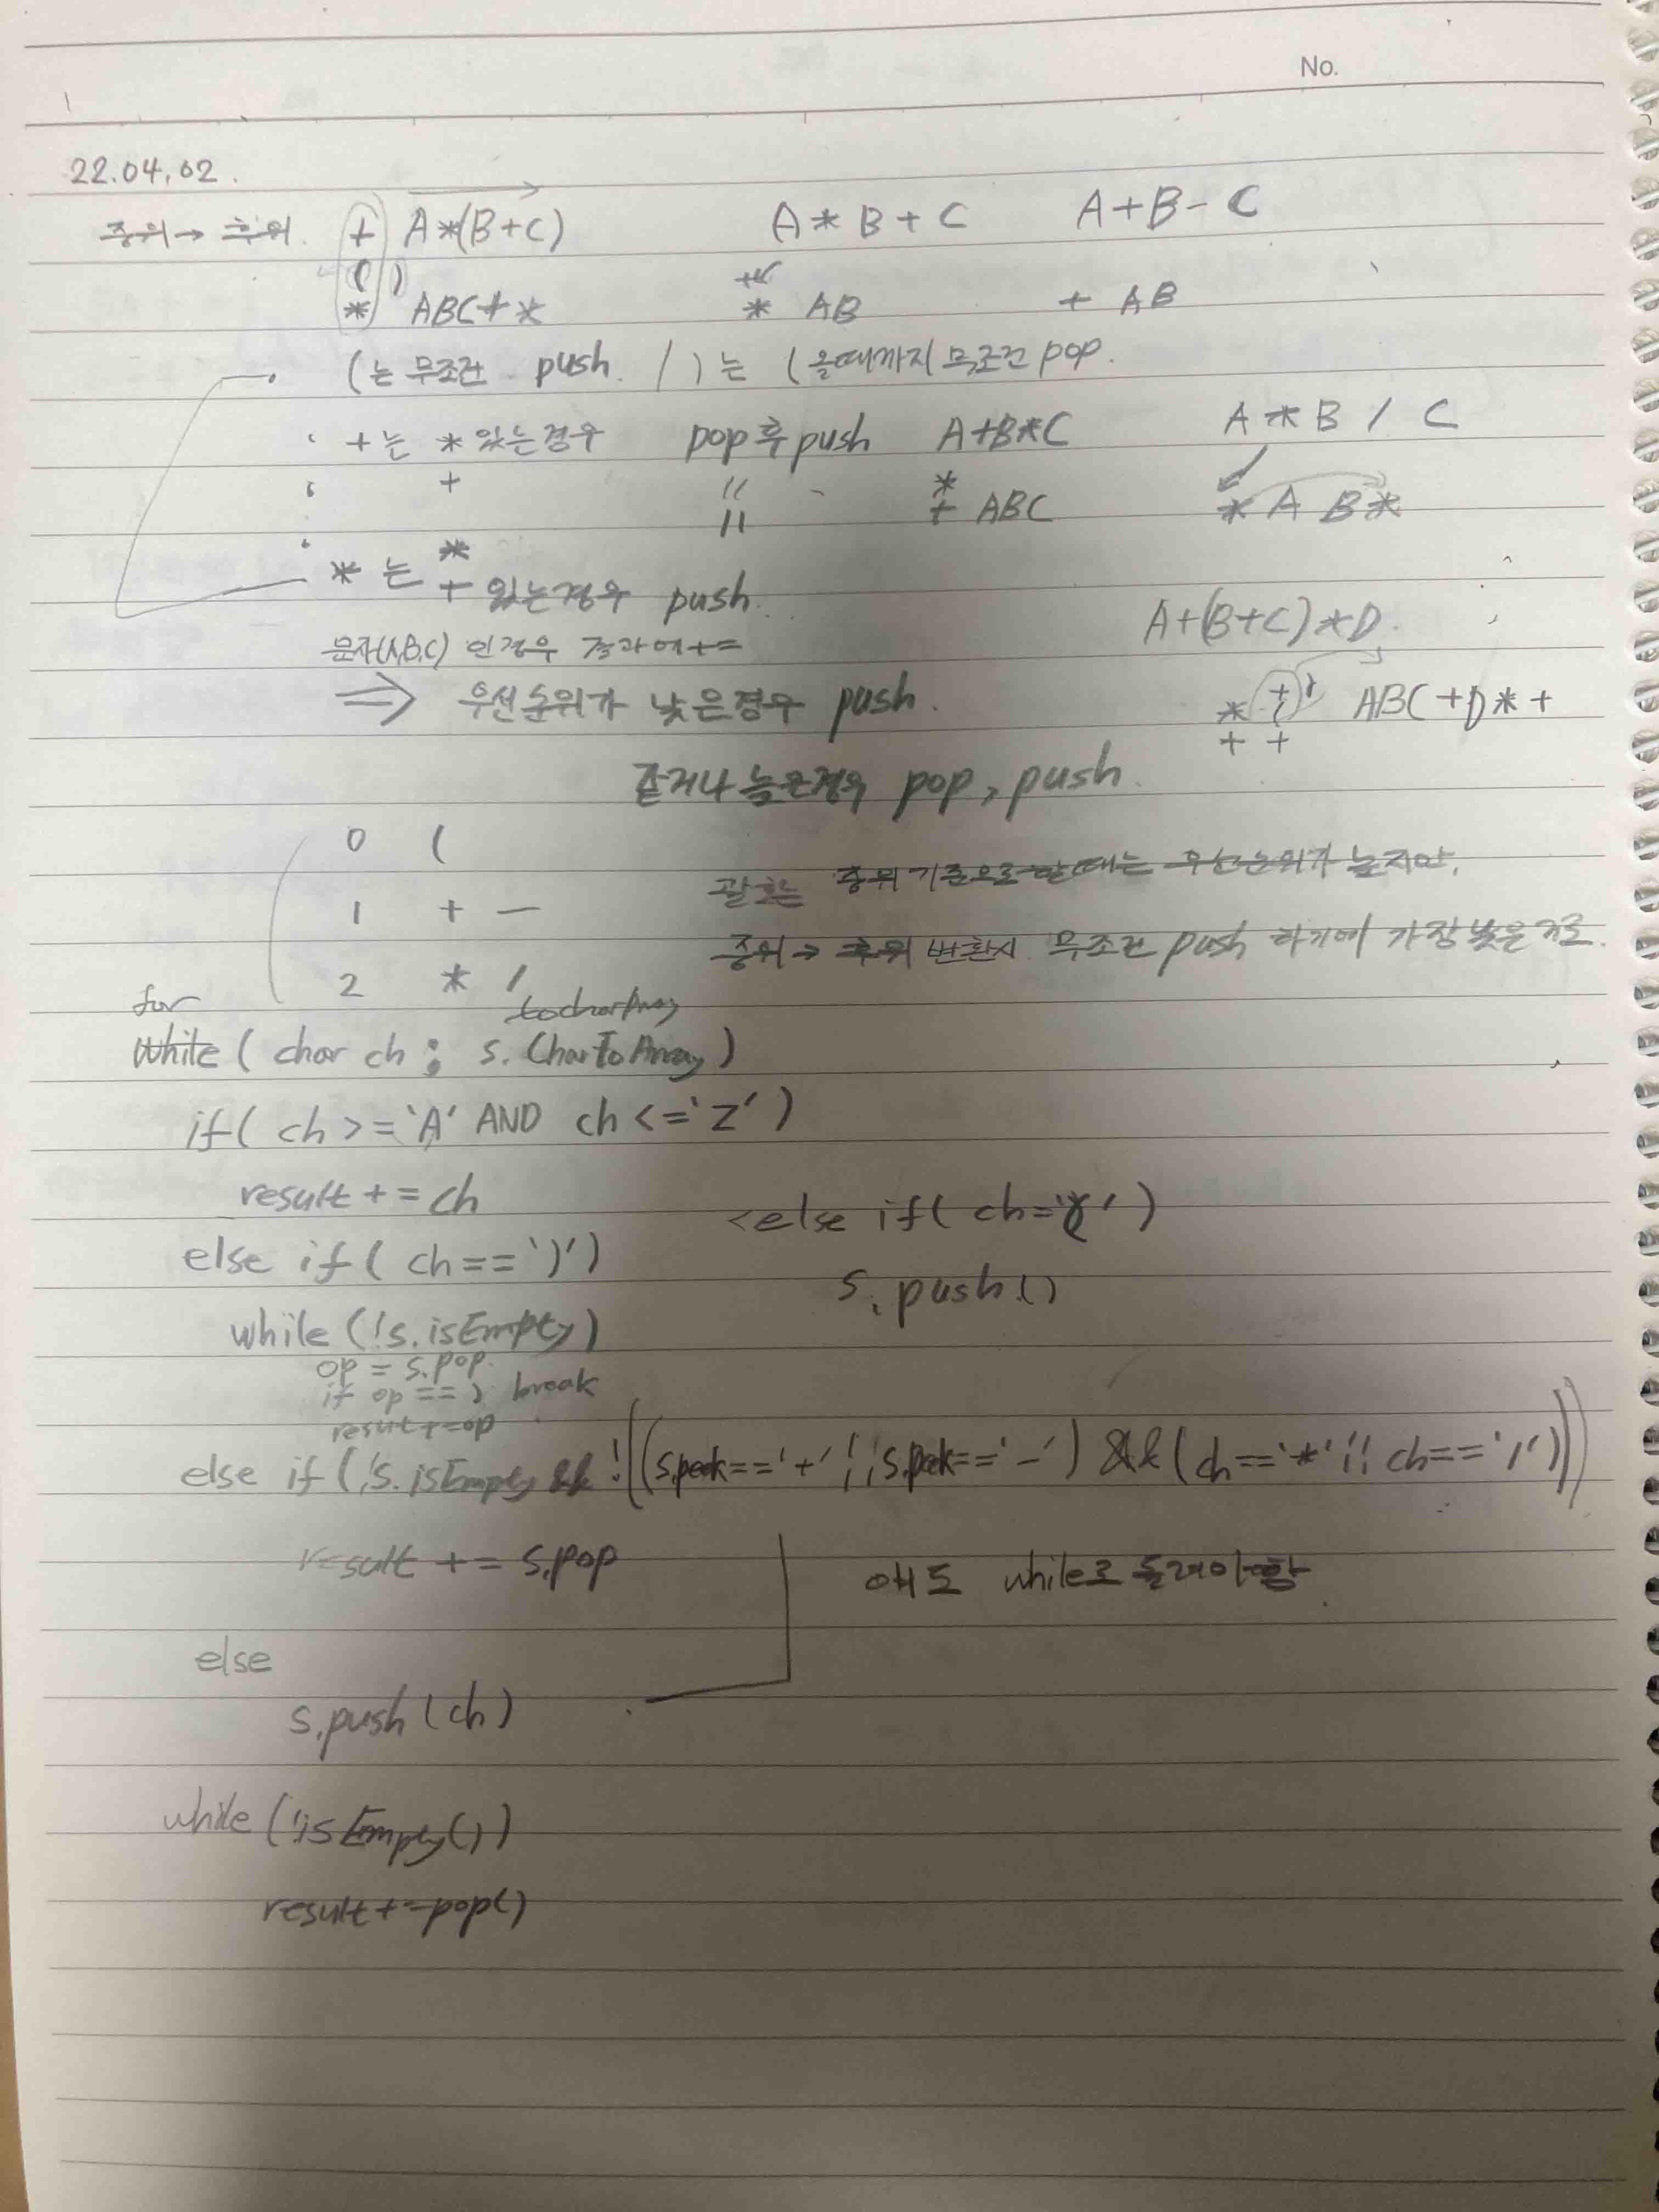 No.
22.04.02.
중위→후위. + A*(B+C) A * B + C A+B-C
( )
* ABC+* * AB + AB
(는 무조건 push. / )는 (올때까지 무조건 pop.
+는 *있는경우 pop후push A+B*C A * B / C
+ 〃 *
〃 + ABC * A B*
* 는 *
+ 있는경우 push.
A+(B+C)*D.
문자(A,B,C) 인경우 결과에+=
⇒ 우선순위가 낮은경우 push.
* + ) ABC+D*+
+ +
같거나 높은경우 pop, push.
0 (
괄호는 중위기준으로할때는 우선순위가 높지만,
1 + -
중위→후위 변환시 무조건 push 하기에 가장낮은거로.
2 * /
for toCharArray
while ( char ch ; s. CharToArray)
if( ch >= 'A' AND ch <= 'Z' )
result += ch
else if( ch=='(' )
else if( ch== ')')
s.push()
while (!s.isEmpty)
op = s.pop.
if op == ) break
result+=op
else if (!s.isEmpty && !((s.peek=='+' || s.peek=='-') && (ch=='*' || ch=='/')))
result += s.pop
얘도 while로 돌려야함.
else
s.push(ch)
while (!isEmpty())
result+=pop()